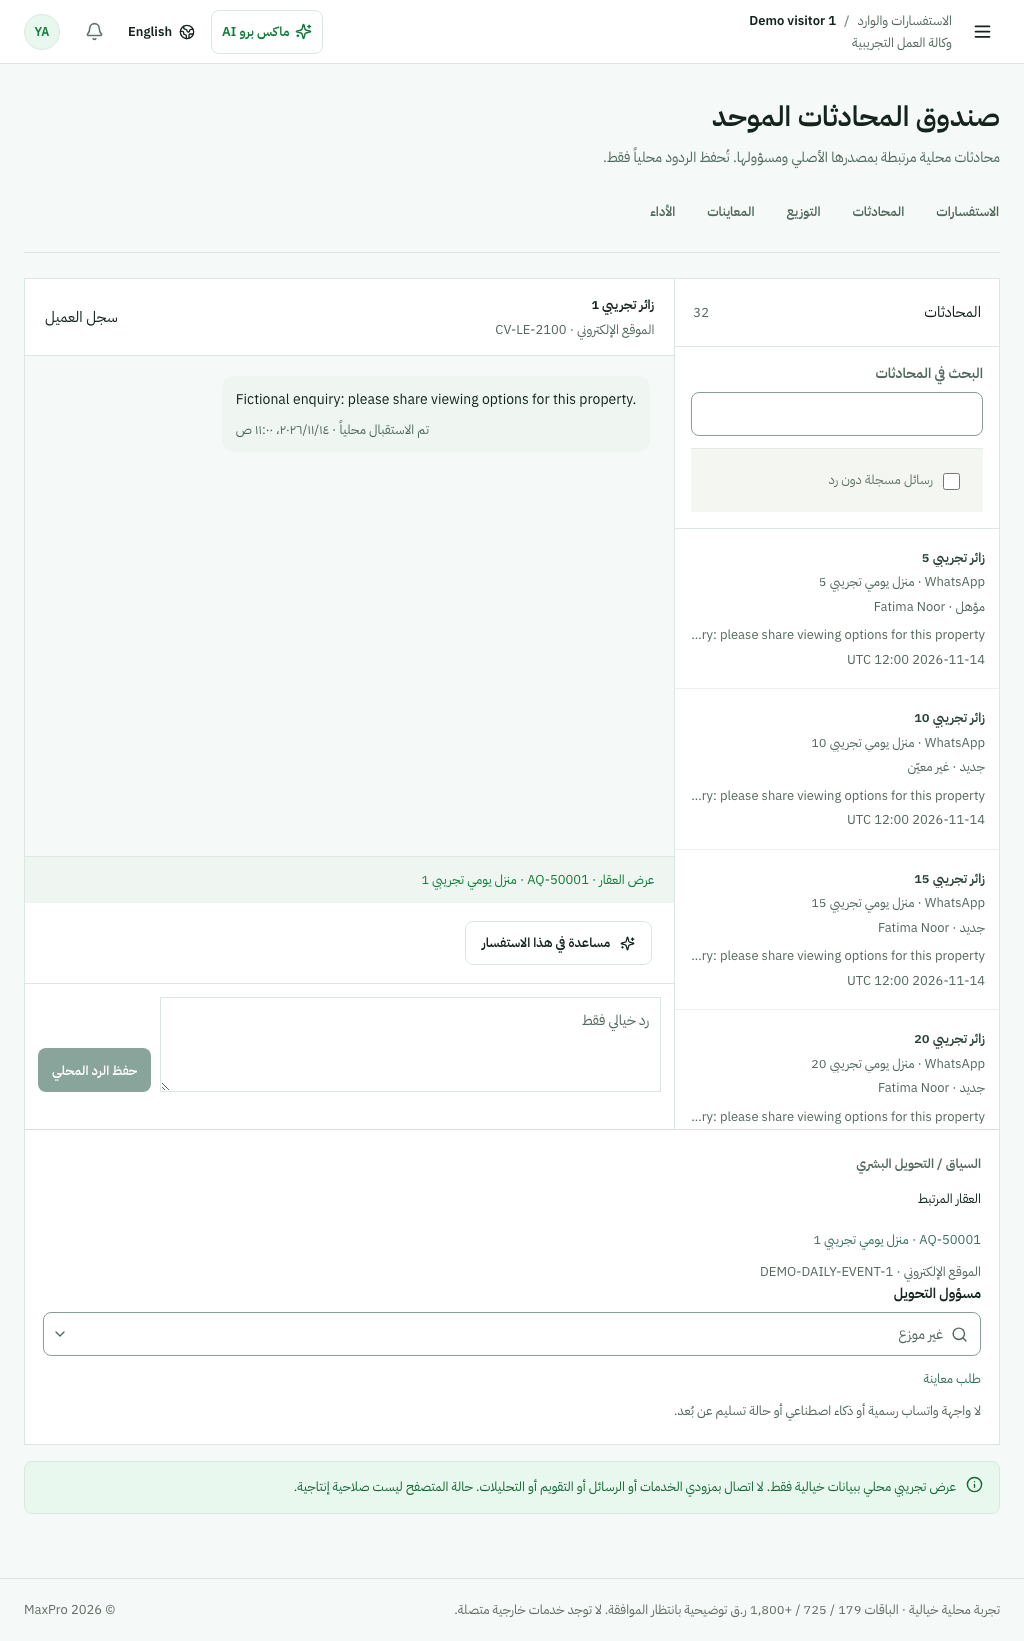 الاستفسارات والوارد / Demo visitor 1
وكالة العمل التجريبية
ماكس برو AI
English
YA
صندوق المحادثات الموحد
محادثات محلية مرتبطة بمصدرها الأصلي ومسؤولها. تُحفظ الردود محلياً فقط.
الاستفسارات
المحادثات
التوزيع
المعاينات
الأداء
المحادثات
32
البحث في المحادثات
رسائل مسجلة دون رد
زائر تجريبي 5
WhatsApp · منزل يومي تجريبي 5
مؤهل · Fatima Noor
...ry: please share viewing options for this property
UTC 12:00 2026-11-14
زائر تجريبي 10
WhatsApp · منزل يومي تجريبي 10
جديد · غير معيّن
...ry: please share viewing options for this property
UTC 12:00 2026-11-14
زائر تجريبي 15
WhatsApp · منزل يومي تجريبي 15
جديد · Fatima Noor
...ry: please share viewing options for this property
UTC 12:00 2026-11-14
زائر تجريبي 20
WhatsApp · منزل يومي تجريبي 20
جديد · Fatima Noor
...ry: please share viewing options for this property
زائر تجريبي 1
الموقع الإلكتروني · CV-LE-2100
سجل العميل
Fictional enquiry: please share viewing options for this property.
تم الاستقبال محلياً · ١٤‏/١١‏/٢٠٢٦، ١١:٠٠ ص
عرض العقار · AQ-50001 · منزل يومي تجريبي 1
مساعدة في هذا الاستفسار
رد خيالي فقط
حفظ الرد المحلي
السياق / التحويل البشري
العقار المرتبط
AQ-50001 · منزل يومي تجريبي 1
الموقع الإلكتروني · DEMO-DAILY-EVENT-1
مسؤول التحويل
غير موزع
طلب معاينة
لا واجهة واتساب رسمية أو ذكاء اصطناعي أو حالة تسليم عن بُعد.
عرض تجريبي محلي ببيانات خيالية فقط. لا اتصال بمزودي الخدمات أو الرسائل أو التقويم أو التحليلات. حالة المتصفح ليست صلاحية إنتاجية.
تجربة محلية خيالية · الباقات 179 / 725 / +1,800 ر.ق توضيحية بانتظار الموافقة. لا توجد خدمات خارجية متصلة.
© 2026 MaxPro